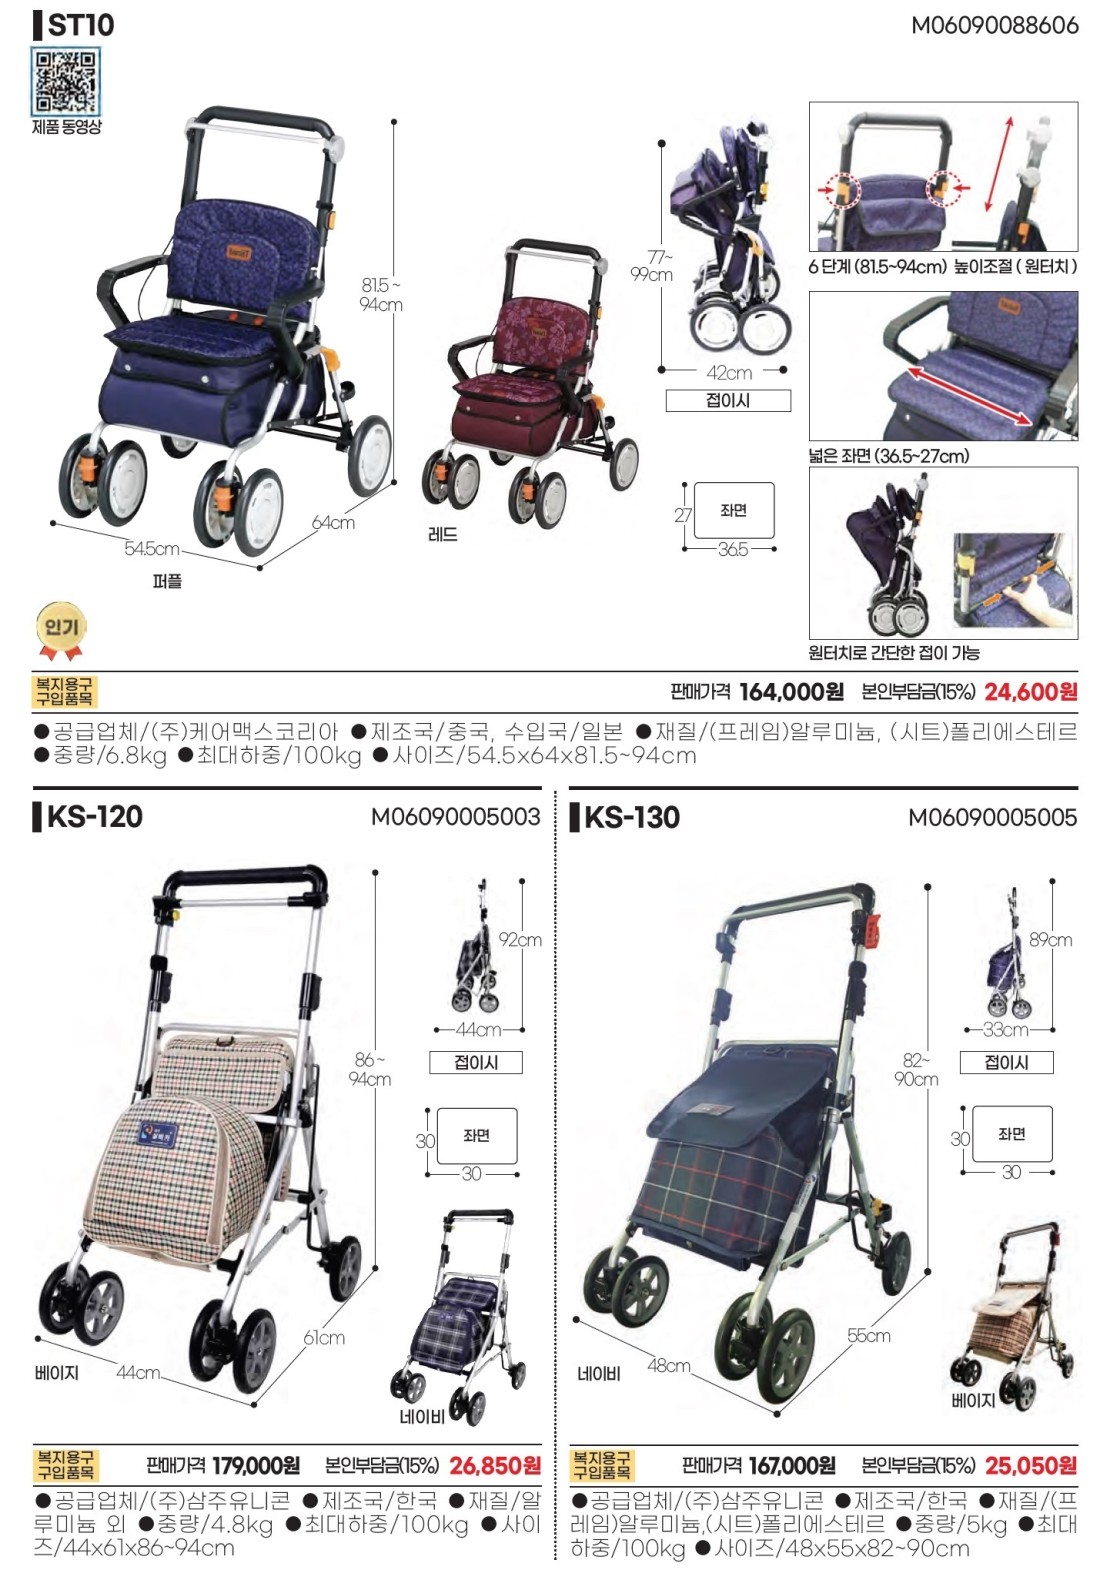 ST10
M06090088606
제품 동영상
81.5~
94cm
77~
99cm
42cm
접이시
6 단계 (81.5~94cm) 높이조절 ( 원터치 )
넓은 좌면 (36.5~27cm)
27
좌면
36.5
레드
64cm
54.5cm
퍼플
원터치로 간단한 접이 가능
인기
복지용구
구입품목
판매가격 164,000원 본인부담금(15%) 24,600원
●공급업체/(주)케어맥스코리아 ●제조국/중국, 수입국/일본 ●재질/(프레임)알루미늄, (시트)폴리에스테르
●중량/6.8kg ●최대하중/100kg ●사이즈/54.5x64x81.5~94cm
KS-120
M06090005003
92cm
44cm
접이시
86~
94cm
30
좌면
30
61cm
44cm
베이지
네이비
복지용구
구입품목
판매가격 179,000원 본인부담금(15%) 26,850원
●공급업체/(주)삼주유니콘 ●제조국/한국 ●재질/알
루미늄 외 ●중량/4.8kg ●최대하중/100kg ●사이
즈/44x61x86~94cm
KS-130
M06090005005
89cm
33cm
접이시
82~
90cm
30
좌면
30
55cm
48cm
네이비
베이지
복지용구
구입품목
판매가격 167,000원 본인부담금(15%) 25,050원
●공급업체/(주)삼주유니콘 ●제조국/한국 ●재질/(프
레임)알루미늄,(시트)폴리에스테르 ●중량/5kg ●최대
하중/100kg ●사이즈/48x55x82~90cm